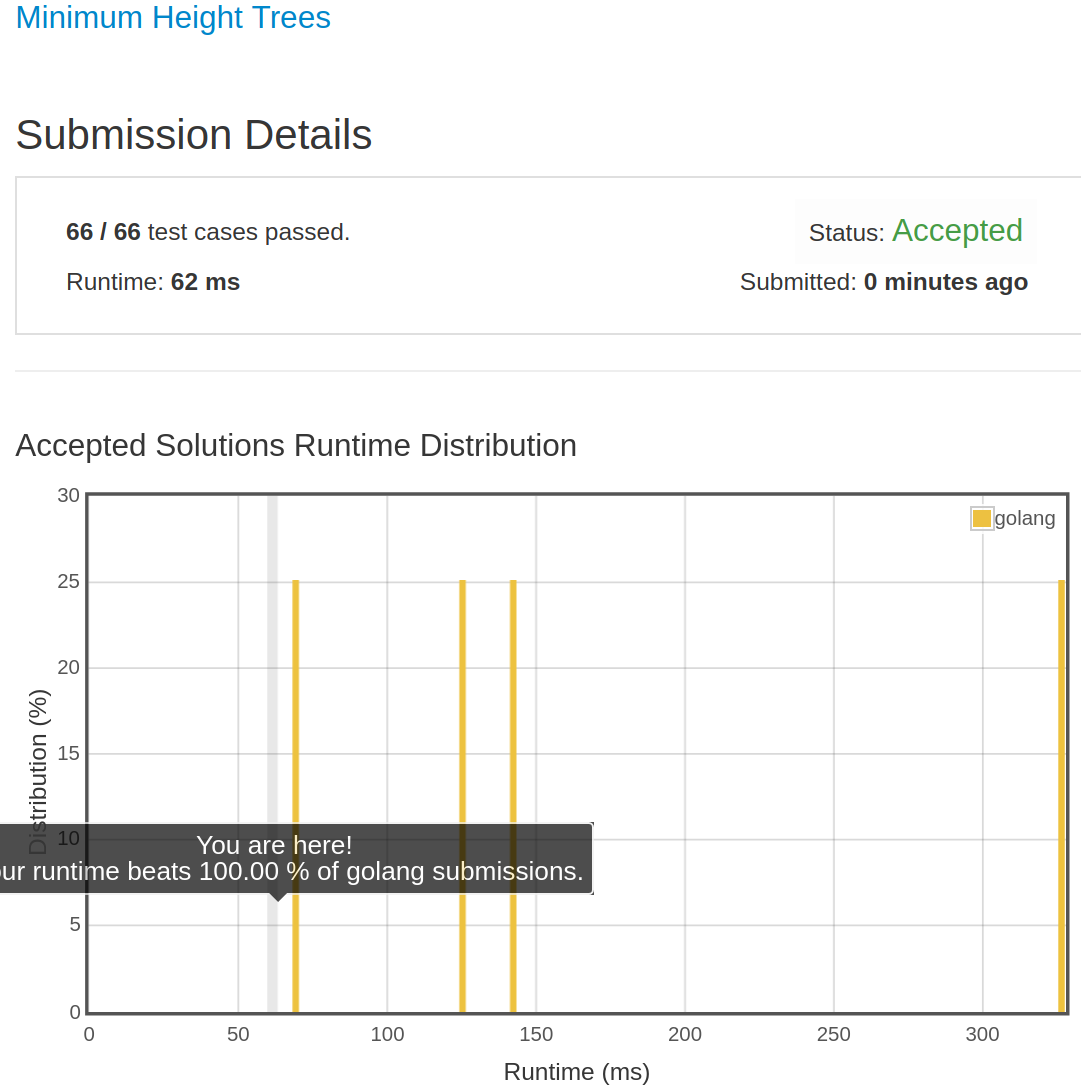 Minimum Height Trees
Submission Details
66 / 66 test cases passed.
Status: Accepted
Runtime: 62 ms
Submitted: 0 minutes ago
Accepted Solutions Runtime Distribution
30
golang
25
20
15
Distribution (%)
10
You are here!
ur runtime beats 100.00 % of golang submissions.
5
0
0 50 100 150 200 250 300
Runtime (ms)